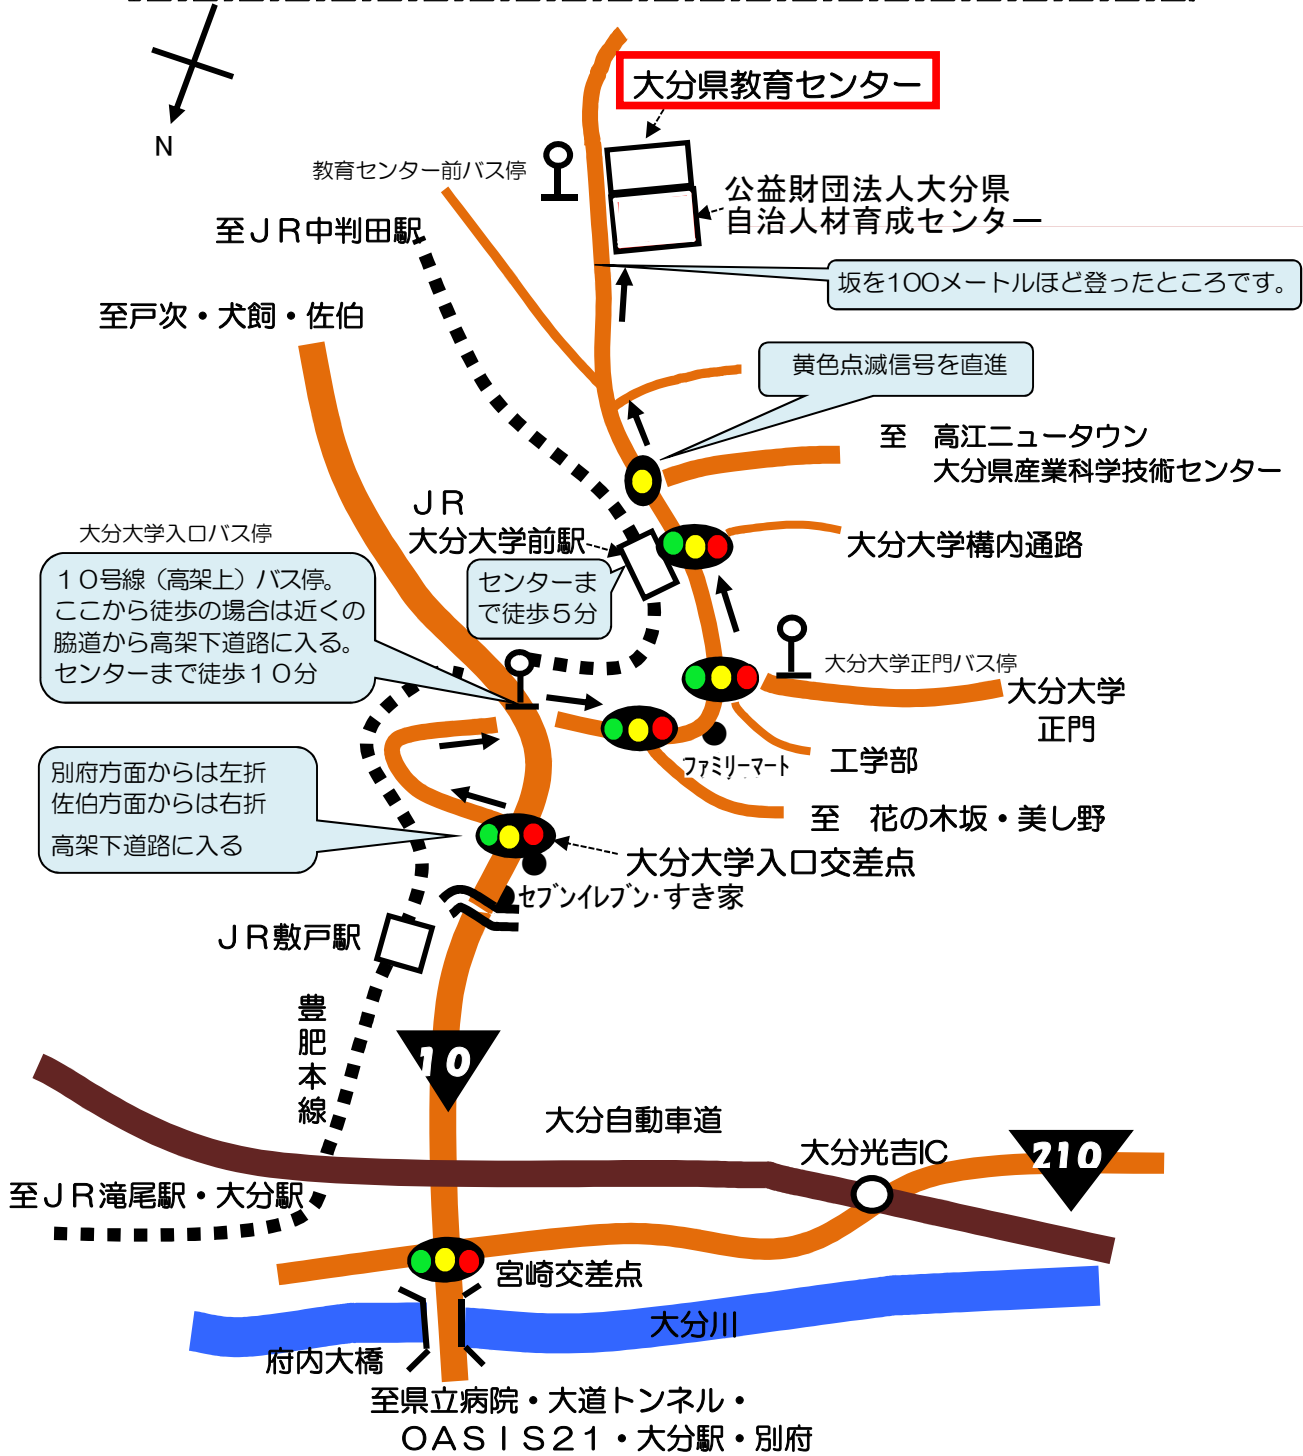 大分県教育センター
N
教育センター前バス停
公益財団法人大分県
自治人材育成センター
至ＪＲ中判田駅
坂を100メートルほど登ったところです。
至戸次・犬飼・佐伯
黄色点滅信号を直進
至　高江ニュータウン
大分県産業科学技術センター
ＪＲ
大分大学前駅
大分大学入口バス停
大分大学構内通路
１０号線（高架上）バス停。
ここから徒歩の場合は近くの
脇道から高架下道路に入る。
センターまで徒歩１０分
センターま
で徒歩５分
大分大学正門バス停
大分大学
正門
ファミリーマート
工学部
別府方面からは左折
佐伯方面からは右折
高架下道路に入る
至　花の木坂・美し野
大分大学入口交差点
セブンイレブン・すき家
ＪＲ敷戸駅
豊肥本線
10
大分自動車道
大分光吉IC
210
至ＪＲ滝尾駅・大分駅
宮崎交差点
大分川
府内大橋
至県立病院・大道トンネル・
ＯＡＳＩＳ２１・大分駅・別府